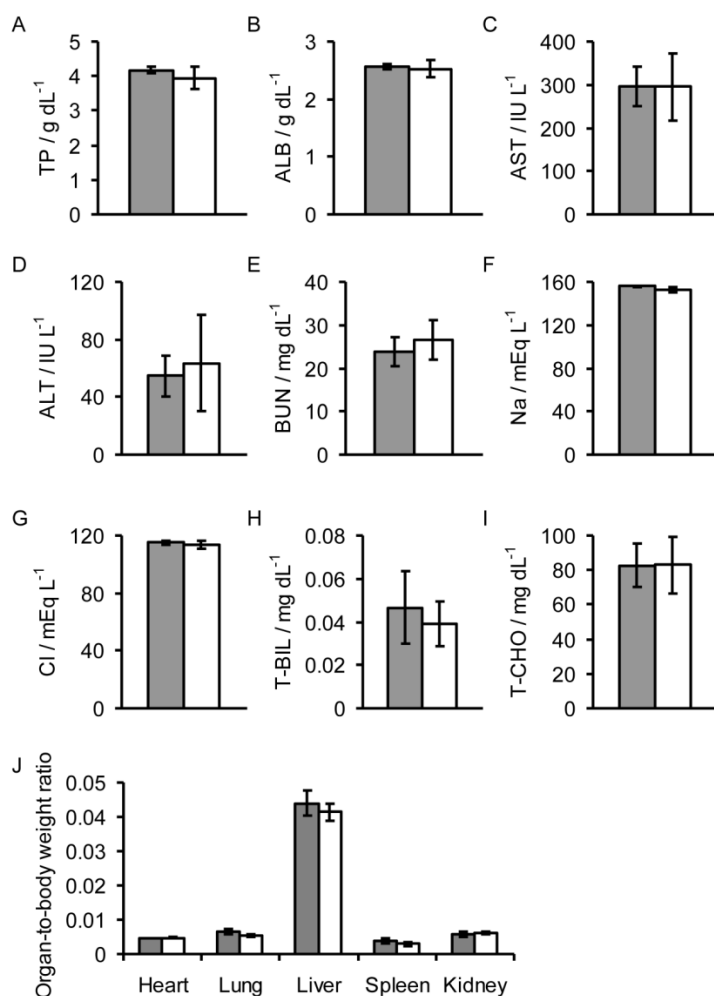 A
TP / g dL⁻¹
5
4
3
2
1
0
B
ALB / g dL⁻¹
3
2
1
0
C
AST / IU L⁻¹
400
300
200
100
0
D
ALT / IU L⁻¹
120
80
40
0
E
BUN / mg dL⁻¹
40
30
20
10
0
F
Na / mEq L⁻¹
160
120
80
40
0
G
Cl / mEq L⁻¹
120
80
40
0
H
T-BIL / mg dL⁻¹
0.08
0.06
0.04
0.02
0
I
T-CHO / mg dL⁻¹
100
80
60
40
20
0
J
Organ-to-body weight ratio
0.05
0.04
0.03
0.02
0.01
0
Heart Lung Liver Spleen Kidney